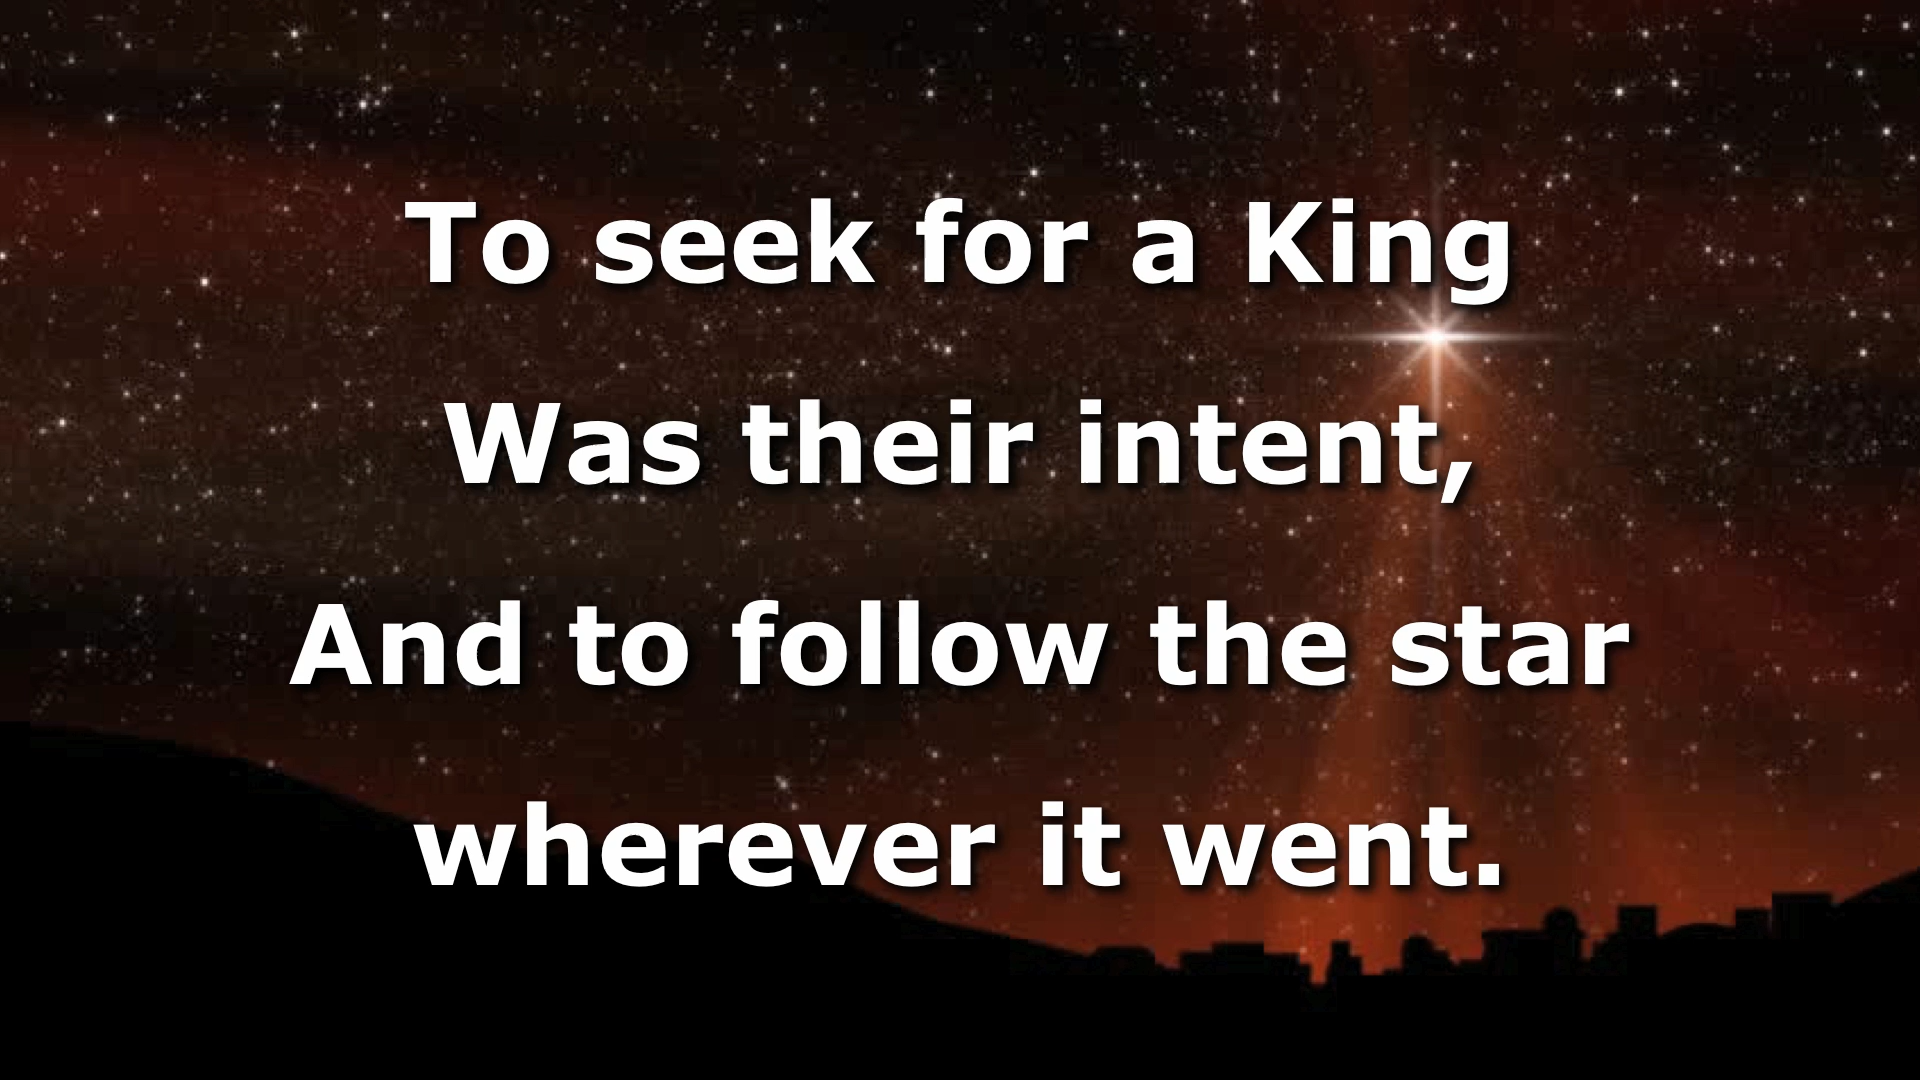 To seek for a King
Was their intent,
And to follow the star
wherever it went.